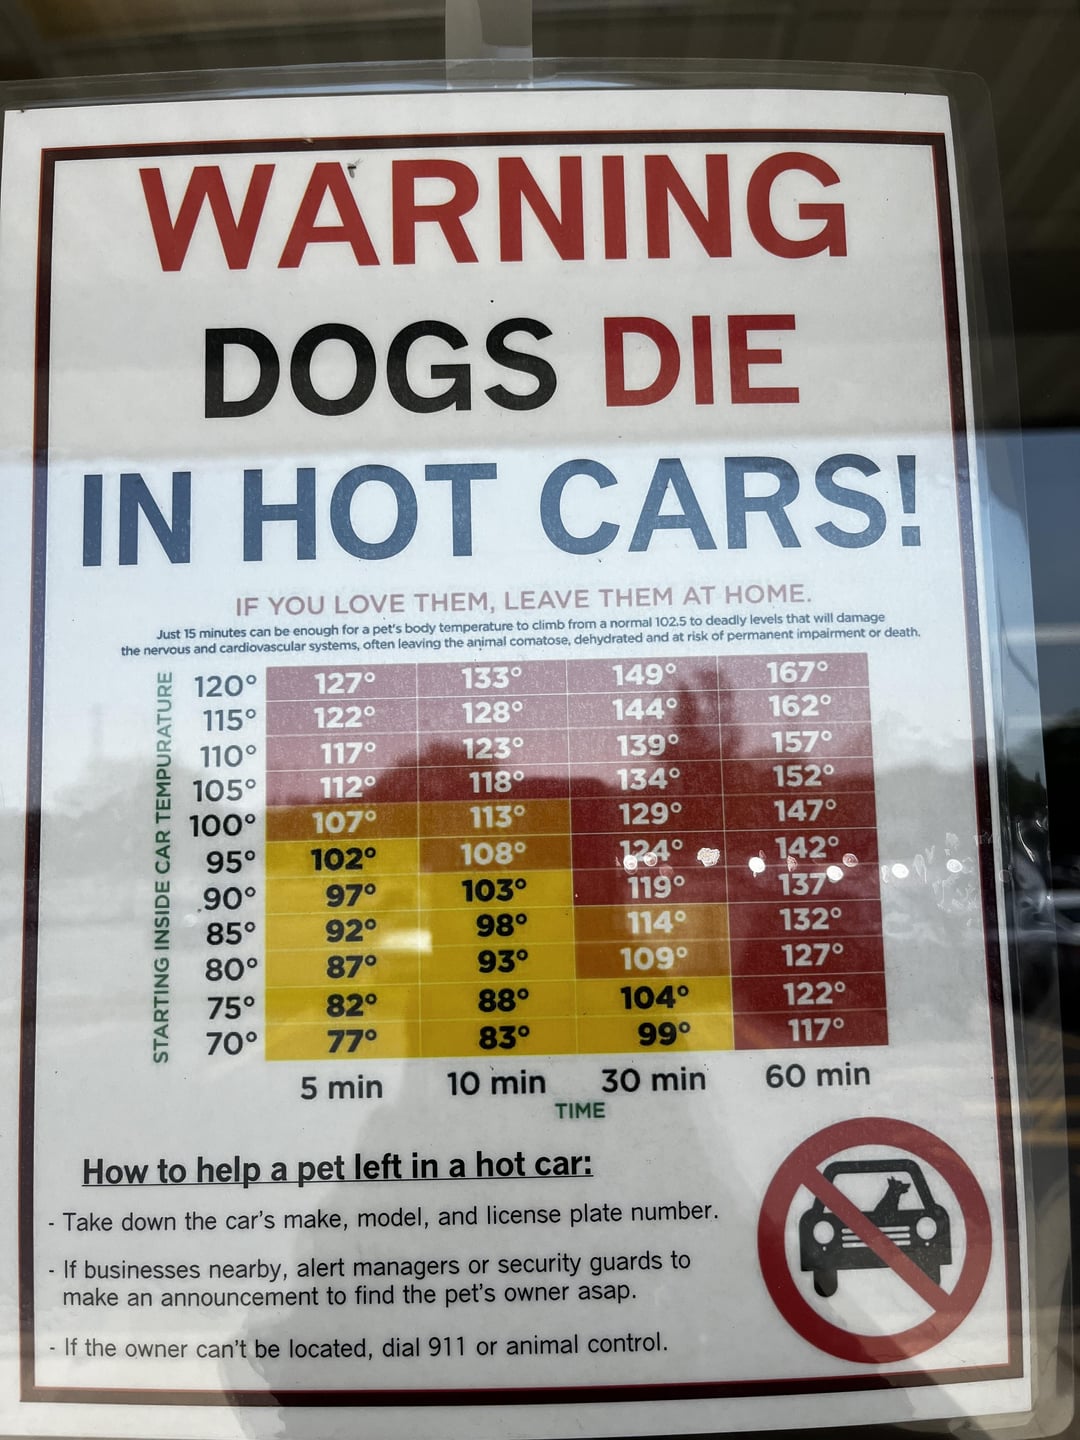 WARNING
DOGS DIE
IN HOT CARS!
IF YOU LOVE THEM, LEAVE THEM AT HOME.
Just 15 minutes can be enough for a pet's body temperature to climb from a normal 102.5 to deadly levels that will damage
the nervous and cardiovascular systems, often leaving the animal comatose, dehydrated and at risk of permanent impairment or death.
STARTING INSIDE CAR TEMPURATURE
120° 127° 133° 149° 167°
115° 122° 128° 144° 162°
110° 117° 123° 139° 157°
105° 112° 118° 134° 152°
100° 107° 113° 129° 147°
95° 102° 108° 124° 142°
90° 97° 103° 119° 137°
85° 92° 98° 114° 132°
80° 87° 93° 109° 127°
75° 82° 88° 104° 122°
70° 77° 83° 99° 117°
5 min 10 min 30 min 60 min
TIME
How to help a pet left in a hot car:
- Take down the car's make, model, and license plate number.
- If businesses nearby, alert managers or security guards to
make an announcement to find the pet's owner asap.
- If the owner can't be located, dial 911 or animal control.